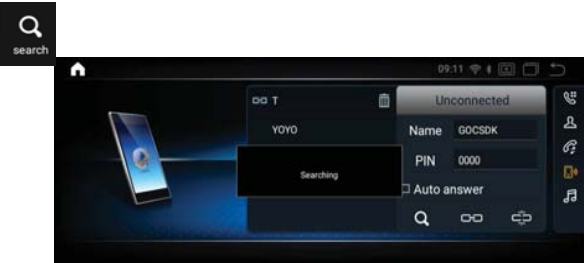 search
09:11
T
Unconnected
YOYO
Name GOCSDK
Searching
PIN 0000
Auto answer